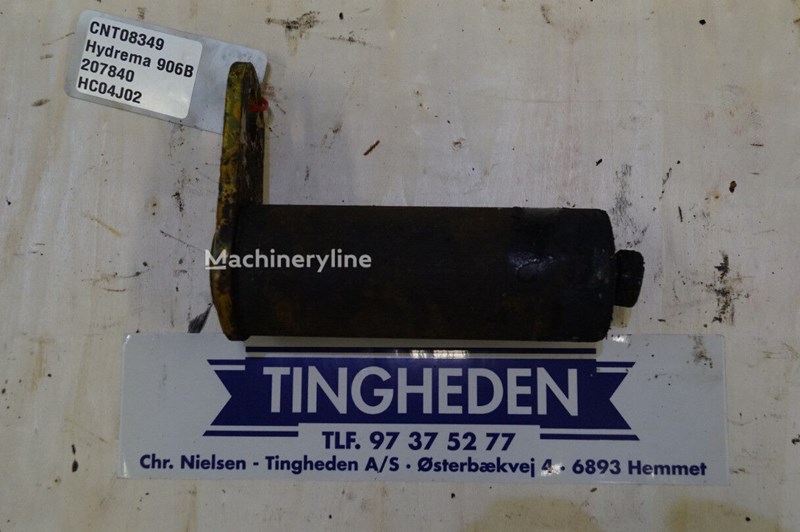 CNT08349
Hydrema 906B
207840
HC04J02
Machineryline
TINGHEDEN
TLF. 97 37 52 77
Chr. Nielsen - Tingheden A/S · Østerbækvej 4 · 6893 Hemmet